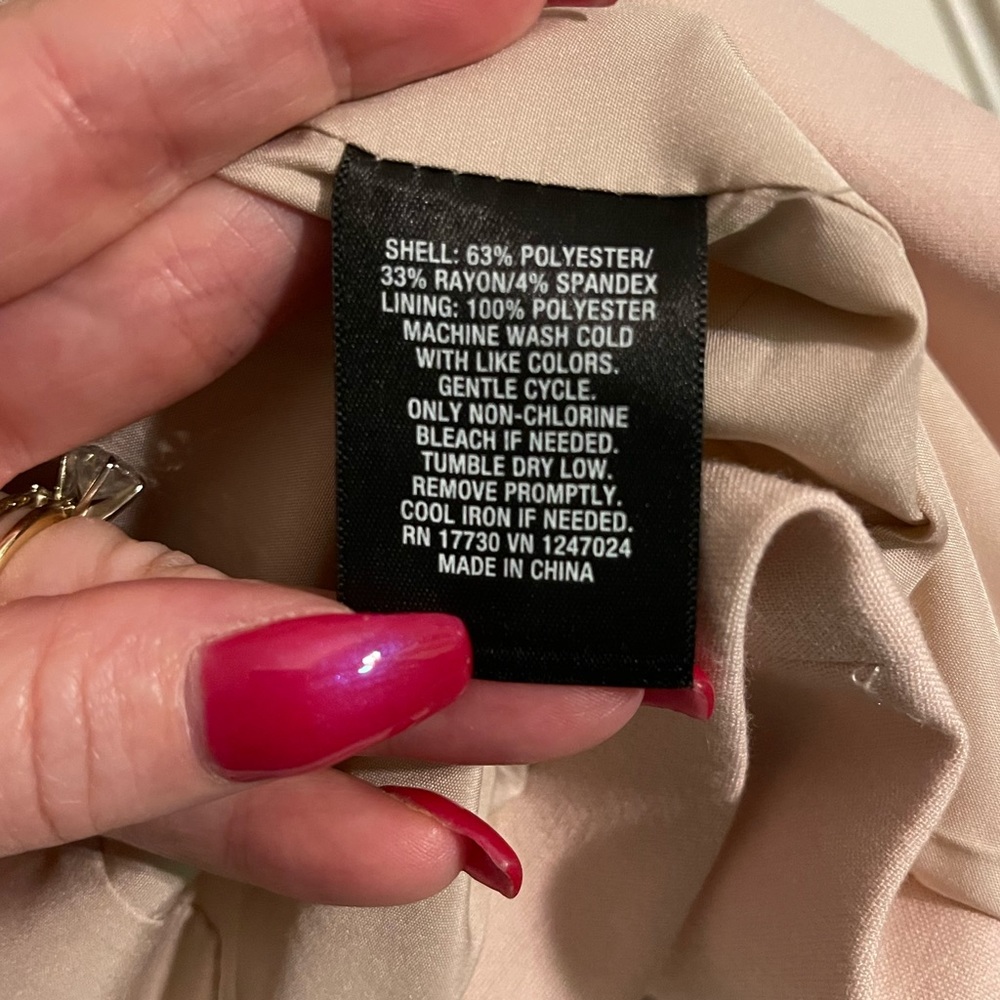 SHELL: 63% POLYESTER/
33% RAYON/4% SPANDEX
LINING: 100% POLYESTER
MACHINE WASH COLD
WITH LIKE COLORS.
GENTLE CYCLE.
ONLY NON-CHLORINE
BLEACH IF NEEDED.
TUMBLE DRY LOW.
REMOVE PROMPTLY.
COOL IRON IF NEEDED.
RN 17730 VN 1247024
MADE IN CHINA